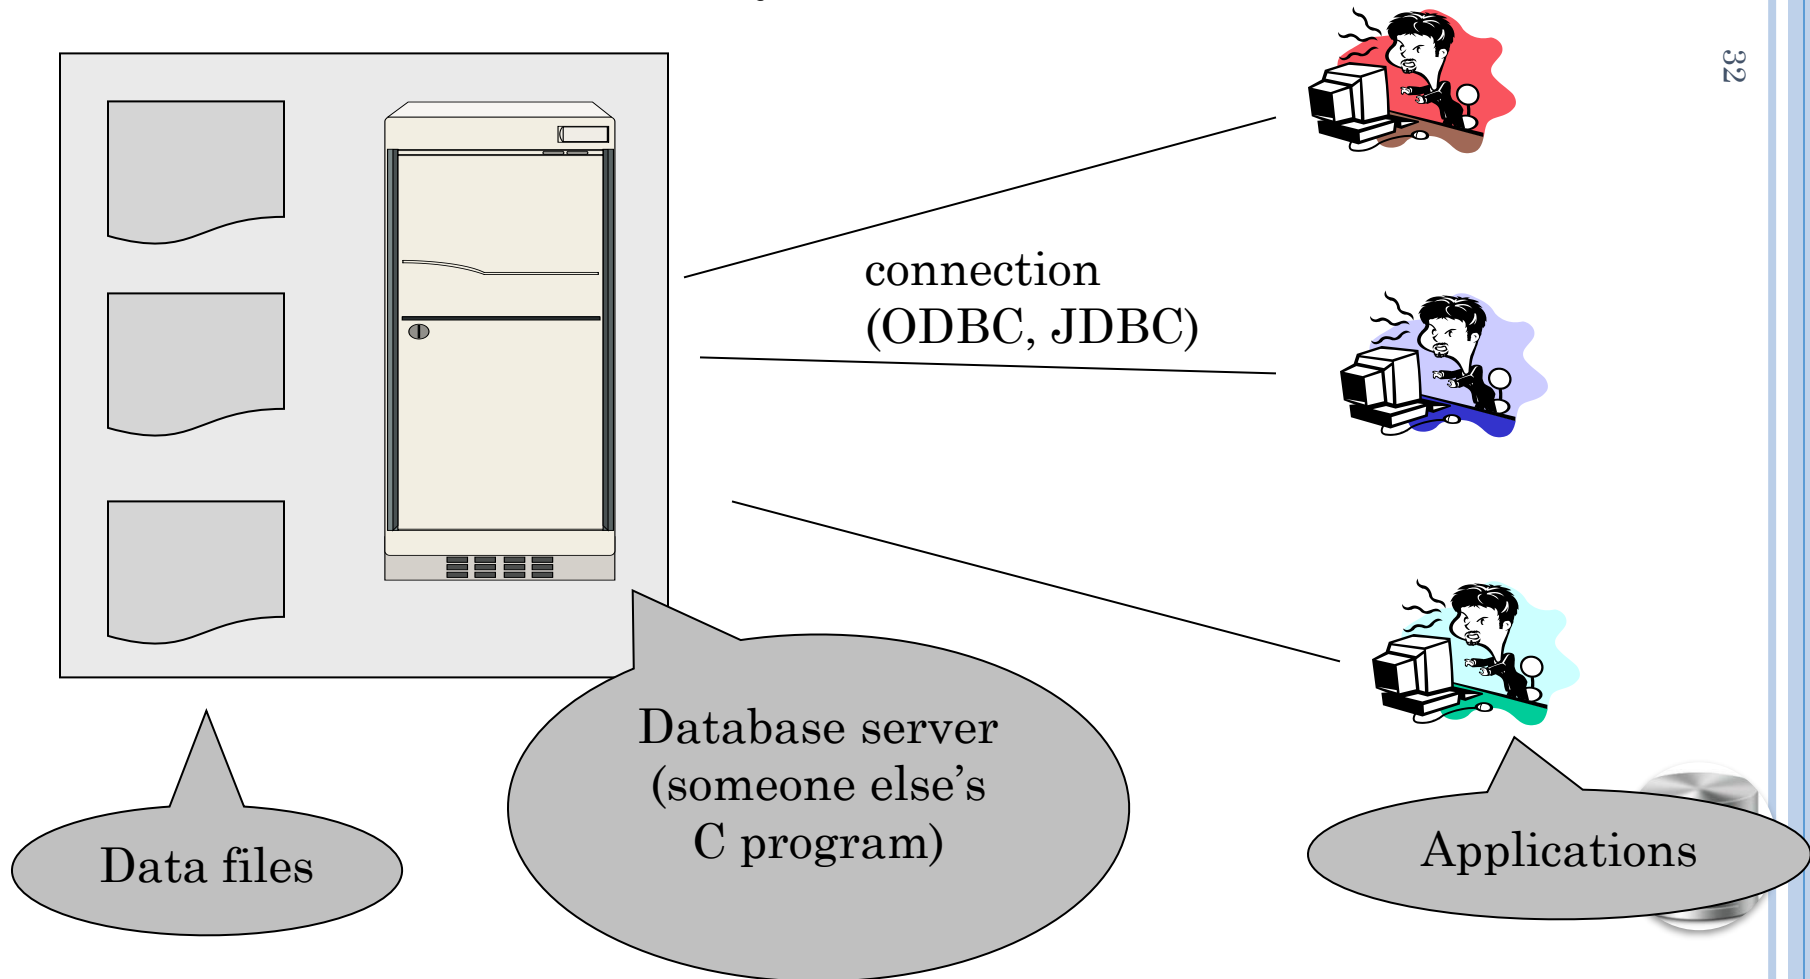 32
connection
(ODBC, JDBC)
Database server
(someone else’s
C program)
Data files
Applications